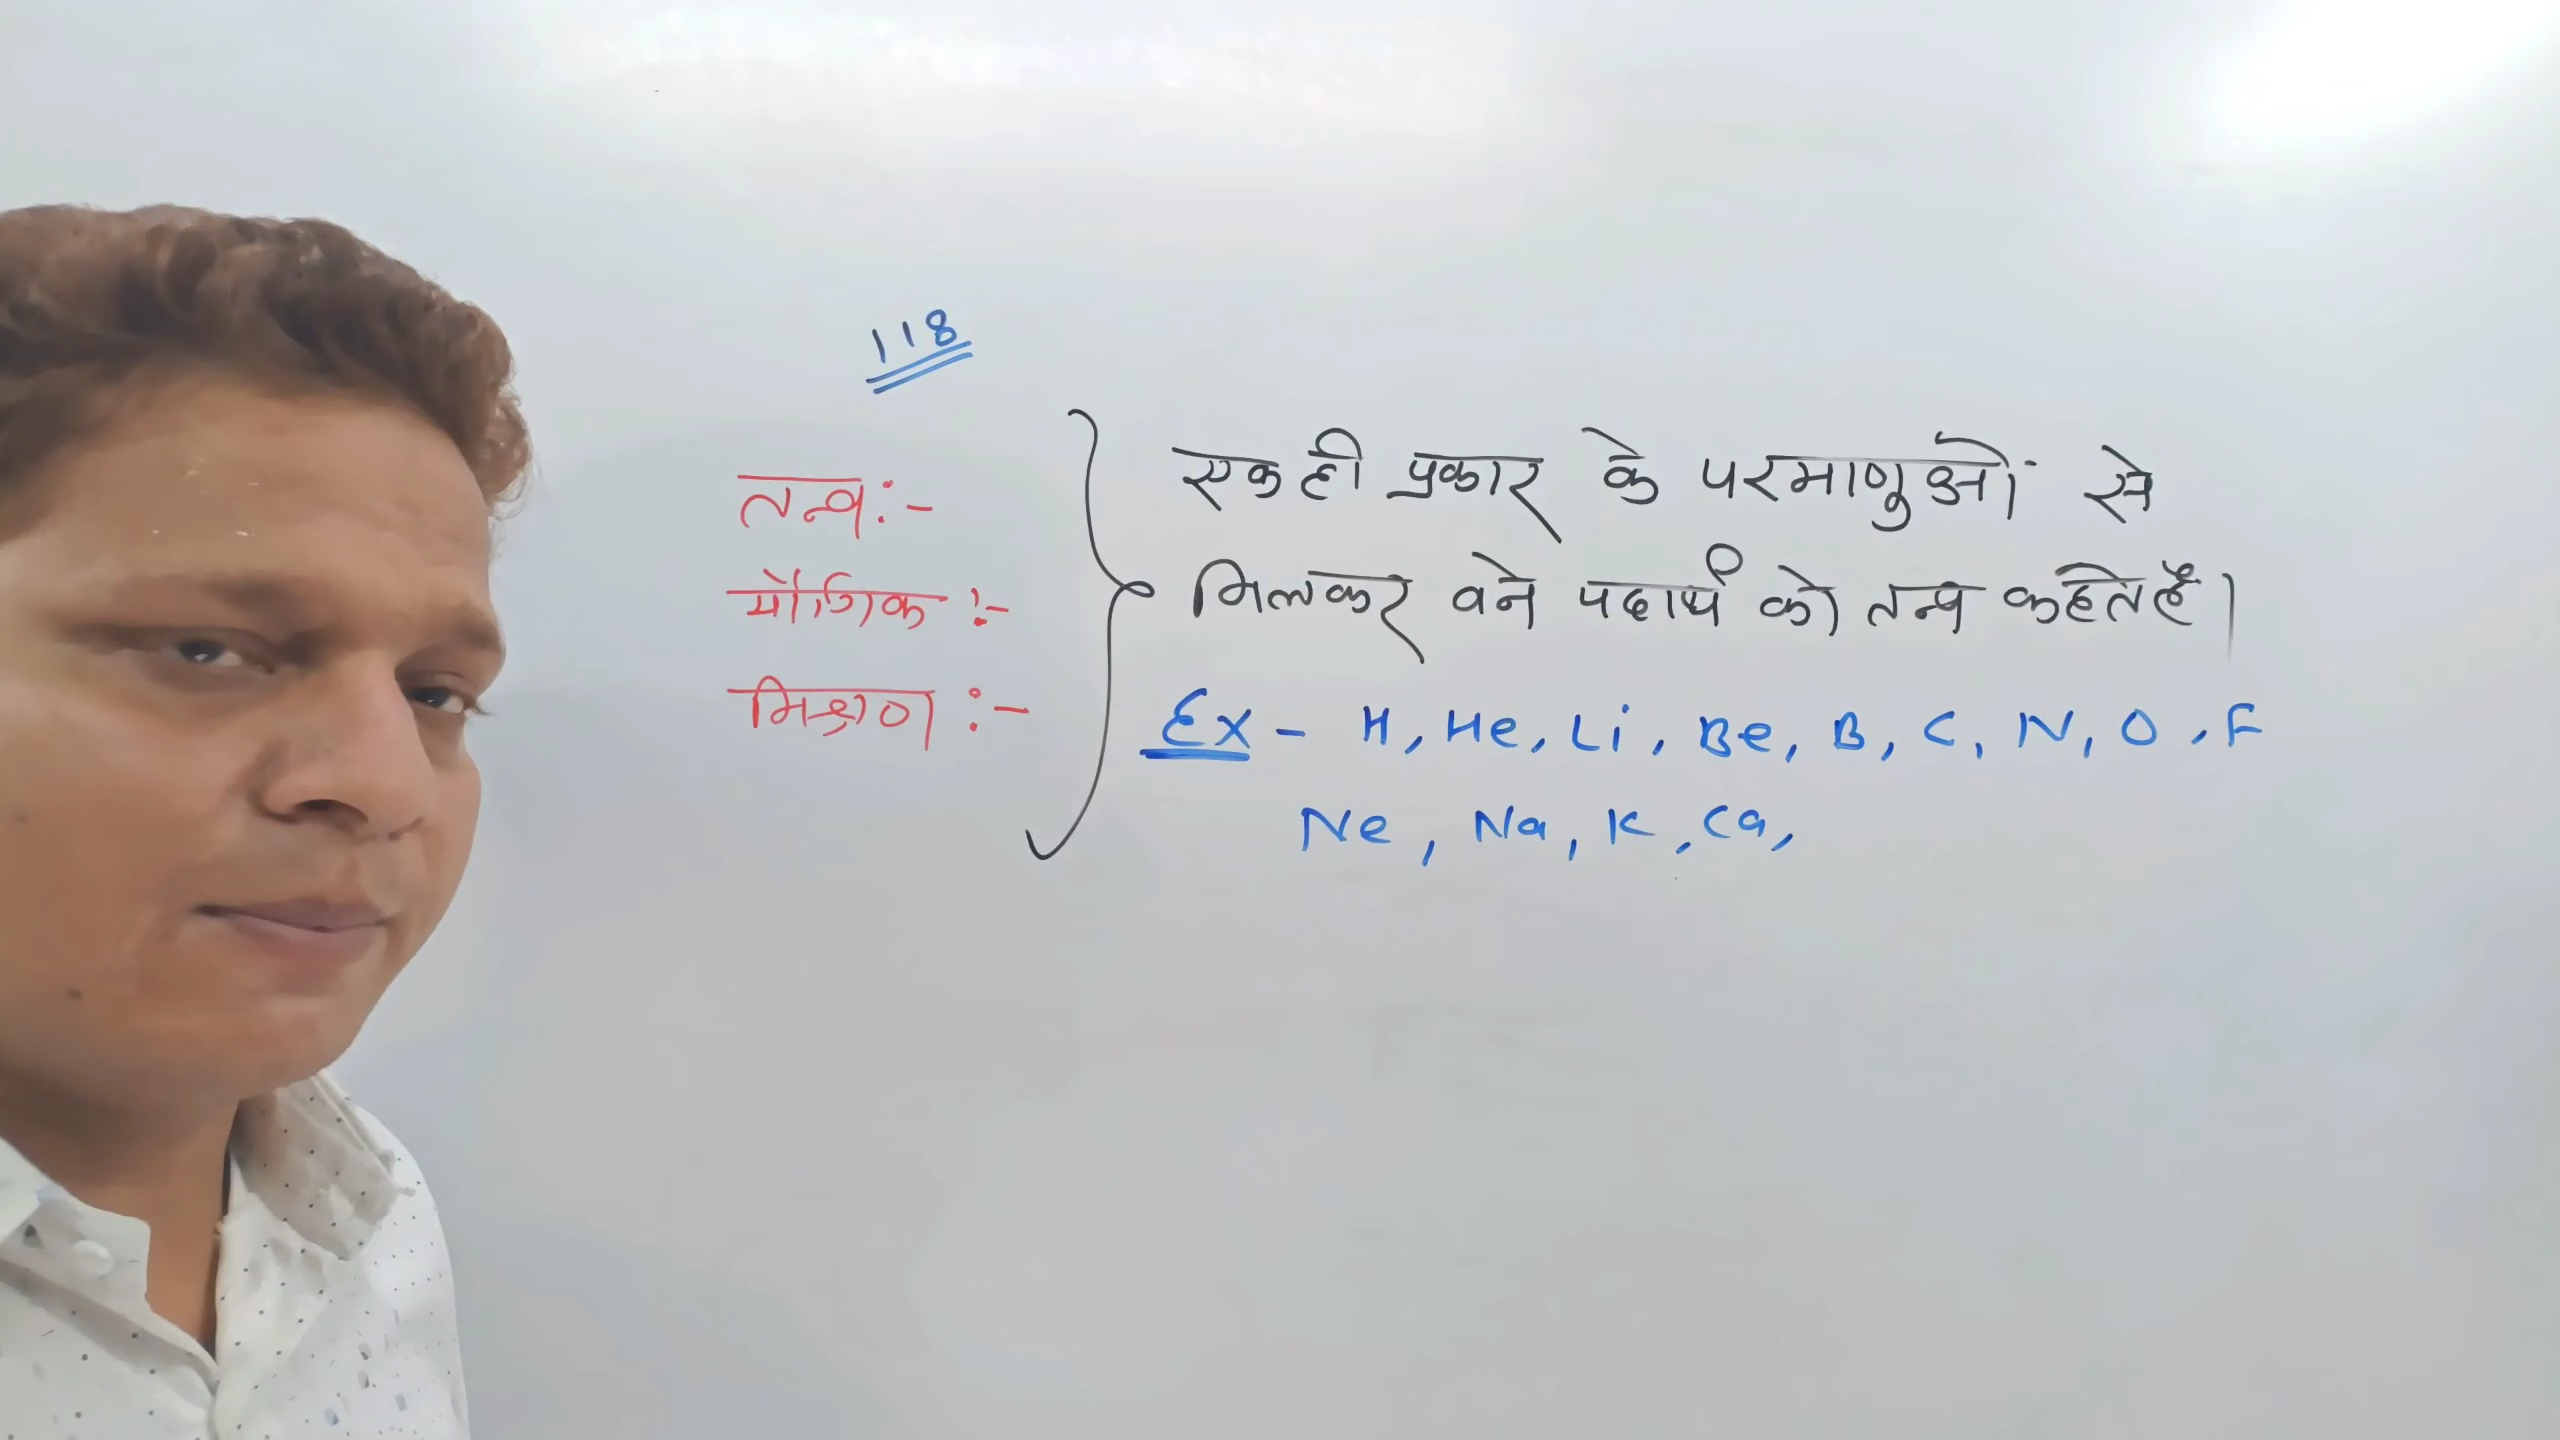 118
तत्व :-
यौगिक :-
मिश्रण :-
एक ही प्रकार के परमाणुओं से
मिलकर बने पदार्थ को तत्व कहते हैं।
Ex - H, He, Li, Be, B, C, N, O, F
Ne, Na, K, Ca,